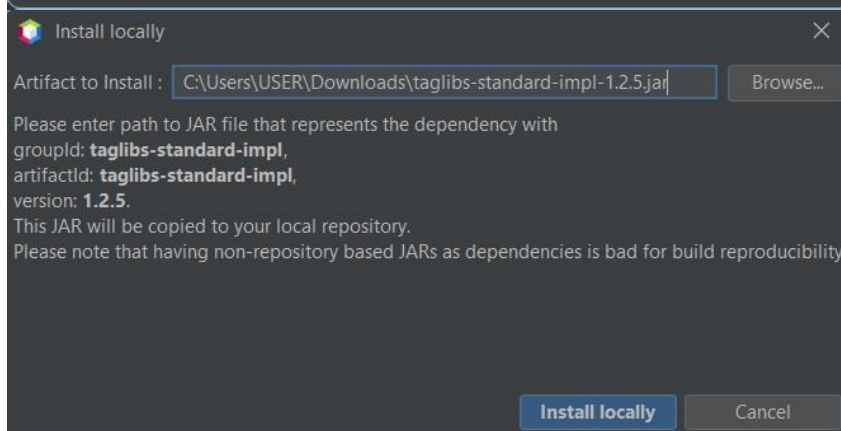 Install locally
Artifact to Install : C:\Users\USER\Downloads\taglibs-standard-impl-1.2.5.jar Browse...
Please enter path to JAR file that represents the dependency with
groupId: taglibs-standard-impl,
artifactId: taglibs-standard-impl,
version: 1.2.5.
This JAR will be copied to your local repository.
Please note that having non-repository based JARs as dependencies is bad for build reproducibility
Install locally Cancel